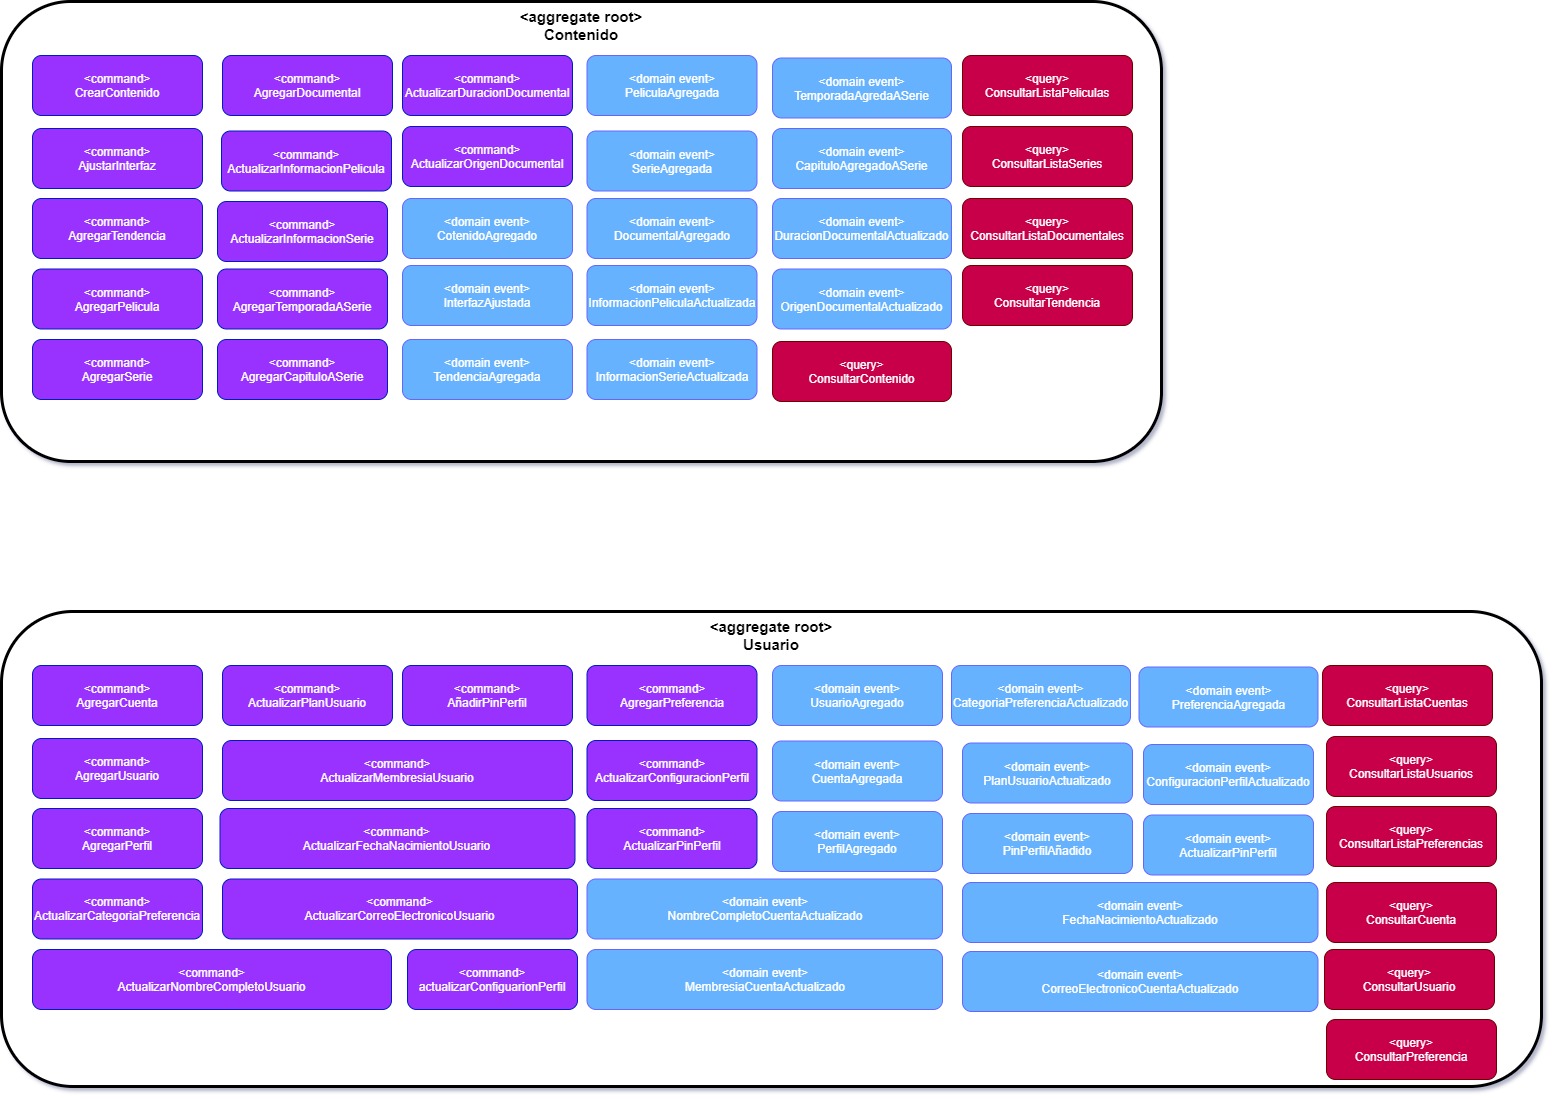 <aggregate root>
Contenido
<command>
CrearContenido
<command>
AgregarDocumental
<command>
ActualizarDuracionDocumental
<domain event>
PeliculaAgregada
<domain event>
TemporadaAgredaASerie
<query>
ConsultarListaPeliculas
<command>
AjustarInterfaz
<command>
ActualizarInformacionPelicula
<command>
ActualizarOrigenDocumental
<domain event>
SerieAgregada
<domain event>
CapituloAgregadoASerie
<query>
ConsultarListaSeries
<command>
AgregarTendencia
<command>
ActualizarInformacionSerie
<domain event>
CotenidoAgregado
<domain event>
DocumentalAgregado
<domain event>
DuracionDocumentalActualizado
<query>
ConsultarListaDocumentales
<command>
AgregarPelicula
<command>
AgregarTemporadaASerie
<domain event>
InterfazAjustada
<domain event>
InformacionPeliculaActualizada
<domain event>
OrigenDocumentalActualizado
<query>
ConsultarTendencia
<command>
AgregarSerie
<command>
AgregarCapituloASerie
<domain event>
TendenciaAgregada
<domain event>
InformacionSerieActualizada
<query>
ConsultarContenido
<aggregate root>
Usuario
<command>
AgregarCuenta
<command>
ActualizarPlanUsuario
<command>
AñadirPinPerfil
<command>
AgregarPreferencia
<domain event>
UsuarioAgregado
<domain event>
CategoriaPreferenciaActualizado
<domain event>
PreferenciaAgregada
<query>
ConsultarListaCuentas
<command>
AgregarUsuario
<command>
ActualizarMembresiaUsuario
<command>
ActualizarConfiguracionPerfil
<domain event>
CuentaAgregada
<domain event>
PlanUsuarioActualizado
<domain event>
ConfiguracionPerfilActualizado
<query>
ConsultarListaUsuarios
<command>
AgregarPerfil
<command>
ActualizarFechaNacimientoUsuario
<command>
ActualizarPinPerfil
<domain event>
PerfilAgregado
<domain event>
PinPerfilAñadido
<domain event>
ActualizarPinPerfil
<query>
ConsultarListaPreferencias
<command>
ActualizarCategoriaPreferencia
<command>
ActualizarCorreoElectronicoUsuario
<domain event>
NombreCompletoCuentaActualizado
<domain event>
FechaNacimientoActualizado
<query>
ConsultarCuenta
<command>
ActualizarNombreCompletoUsuario
<command>
actualizarConfiguarionPerfil
<domain event>
MembresiaCuentaActualizado
<domain event>
CorreoElectronicoCuentaActualizado
<query>
ConsultarUsuario
<query>
ConsultarPreferencia